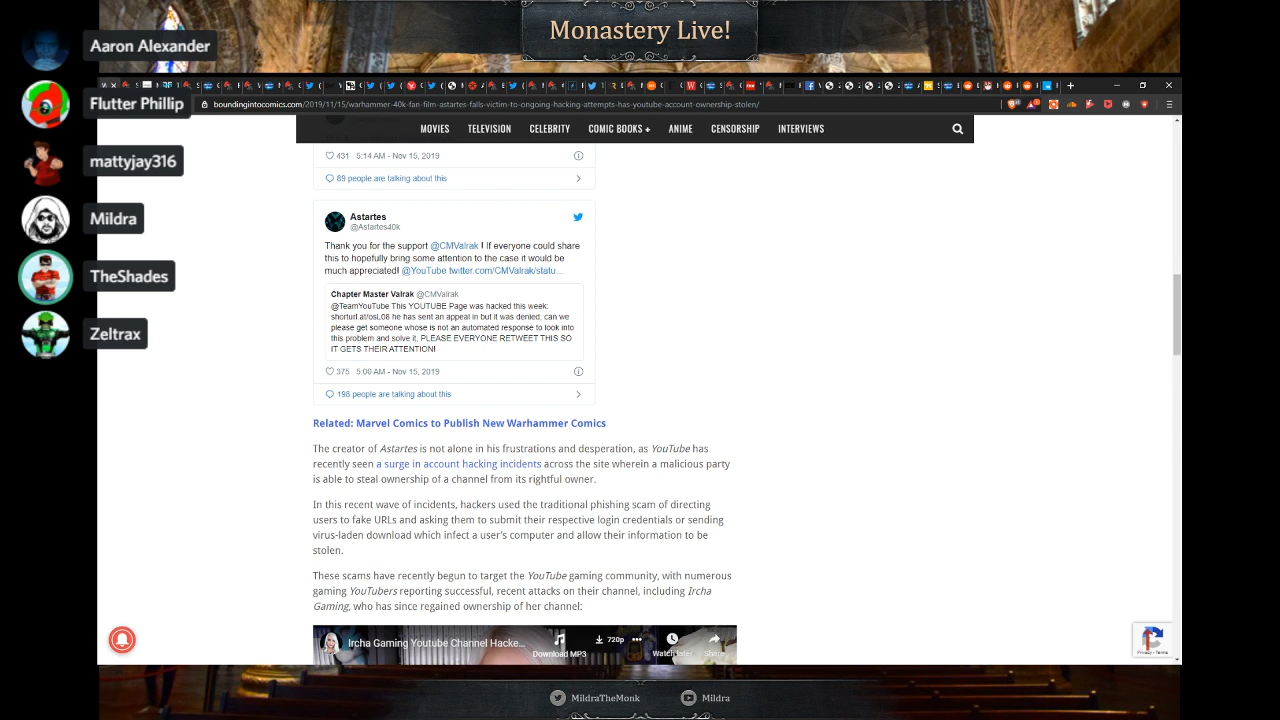 Monastery Live!
Aaron Alexander
Flutter Phillip
mattyjay316
Mildra
TheShades
Zeltrax
boundingintocomics.com/2019/11/15/warhammer-40k-fan-film-astartes-falls-victim-to-ongoing-hacking-attempts-has-youtube-account-ownership-stolen/
MOVIES TELEVISION CELEBRITY COMIC BOOKS + ANIME CENSORSHIP INTERVIEWS
431 5:14 AM - Nov 15, 2019
89 people are talking about this
Astartes
@Astartes40k
Thank you for the support @CMValrak ! If everyone could share
this to hopefully bring some attention to the case it would be
much appreciated! @YouTube twitter.com/CMValrak/statu…
Chapter Master Valrak @CMValrak
@TeamYouTube This YOUTUBE Page was hacked this week:
shorturl.at/osL08 he has sent an appeal in but it was denied, can we
please get someone whose is not an automated response to look into
this problem and solve it, PLEASE EVERYONE RETWEET THIS SO
IT GETS THEIR ATTENTION!
375 5:00 AM - Nov 15, 2019
198 people are talking about this
Related: Marvel Comics to Publish New Warhammer Comics
The creator of Astartes is not alone in his frustrations and desperation, as YouTube has
recently seen a surge in account hacking incidents across the site wherein a malicious party
is able to steal ownership of a channel from its rightful owner.
In this recent wave of incidents, hackers used the traditional phishing scam of directing
users to fake URLs and asking them to submit their respective login credentials or sending
virus-laden download which infect a user's computer and allow their information to be
stolen.
These scams have recently begun to target the YouTube gaming community, with numerous
gaming YouTubers reporting successful, recent attacks on their channel, including Ircha
Gaming, who has since regained ownership of her channel:
Ircha Gaming Youtube Channel Hacke...
Download MP3
720p
Watch later
Share
Privacy - Terms
MildraTheMonk
Mildra